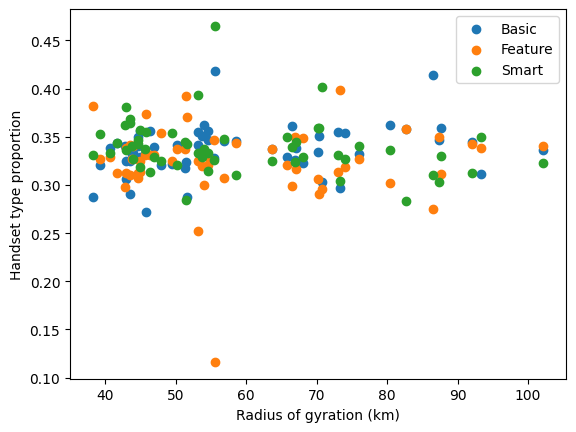 Basic
Feature
Smart
0.45
0.40
0.35
0.30
0.25
0.20
0.15
0.10
Handset type proportion
40 50 60 70 80 90 100
Radius of gyration (km)